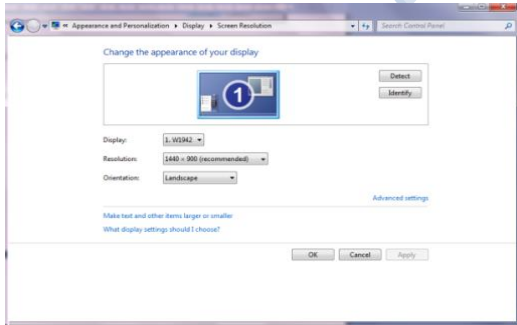 « Appearance and Personalization ▸ Display ▸ Screen Resolution
Search Control Panel
Change the appearance of your display
1
Detect
Identify
Display: 1. W1942
Resolution: 1440 × 900 (recommended)
Orientation: Landscape
Advanced settings
Make text and other items larger or smaller
What display settings should I choose?
OK Cancel Apply